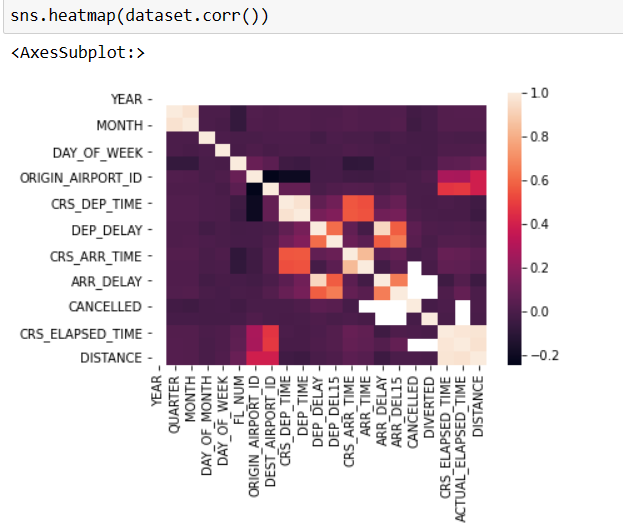 sns.heatmap(dataset.corr())
<AxesSubplot:>
YEAR
MONTH
DAY_OF_WEEK
ORIGIN_AIRPORT_ID
CRS_DEP_TIME
DEP_DELAY
CRS_ARR_TIME
ARR_DELAY
CANCELLED
CRS_ELAPSED_TIME
DISTANCE
1.0
0.8
0.6
0.4
0.2
0.0
−0.2
YEAR
QUARTER
MONTH
DAY_OF_MONTH
DAY_OF_WEEK
FL_NUM
ORIGIN_AIRPORT_ID
DEST_AIRPORT_ID
CRS_DEP_TIME
DEP_TIME
DEP_DELAY
DEP_DEL15
CRS_ARR_TIME
ARR_TIME
ARR_DELAY
ARR_DEL15
CANCELLED
DIVERTED
CRS_ELAPSED_TIME
ACTUAL_ELAPSED_TIME
DISTANCE